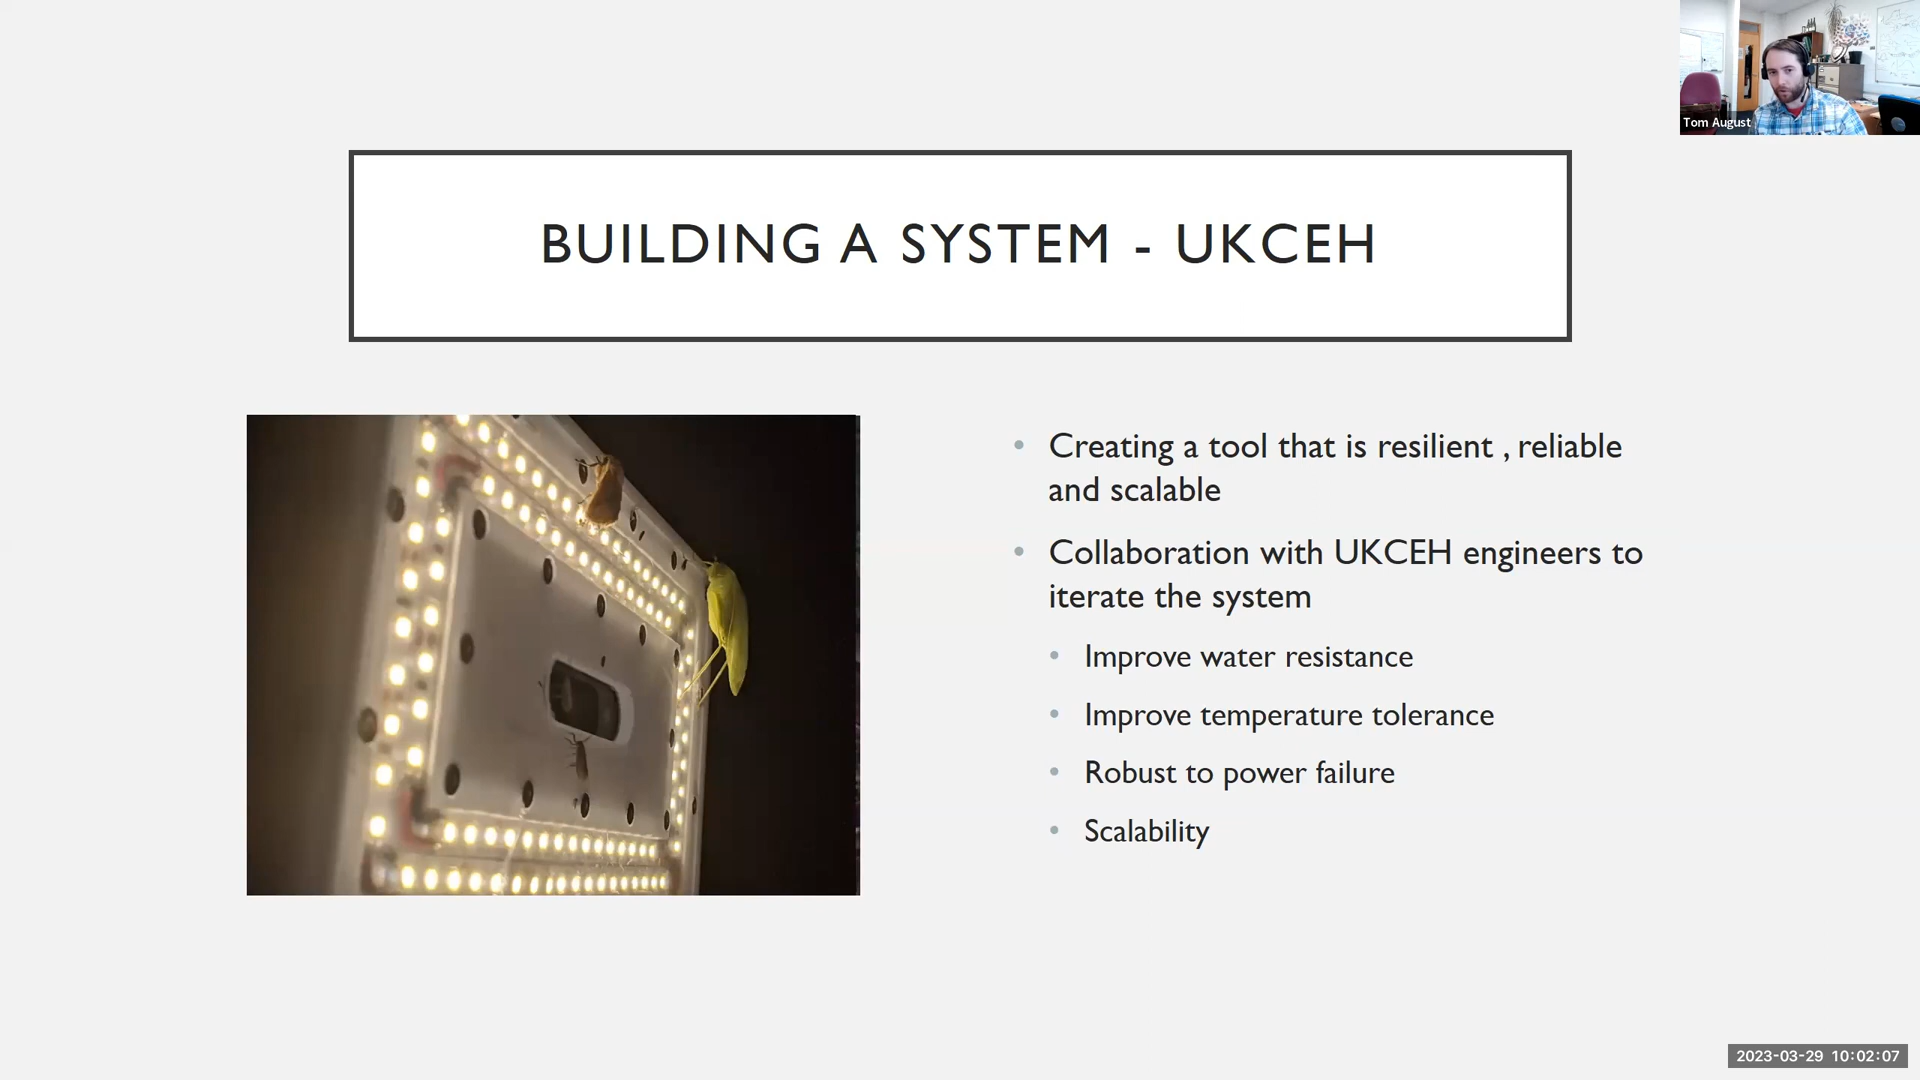 Tom August
BUILDING A SYSTEM - UKCEH
• Creating a tool that is resilient , reliable
and scalable
• Collaboration with UKCEH engineers to
iterate the system
• Improve water resistance
• Improve temperature tolerance
• Robust to power failure
• Scalability
2023-03-29 10:02:07